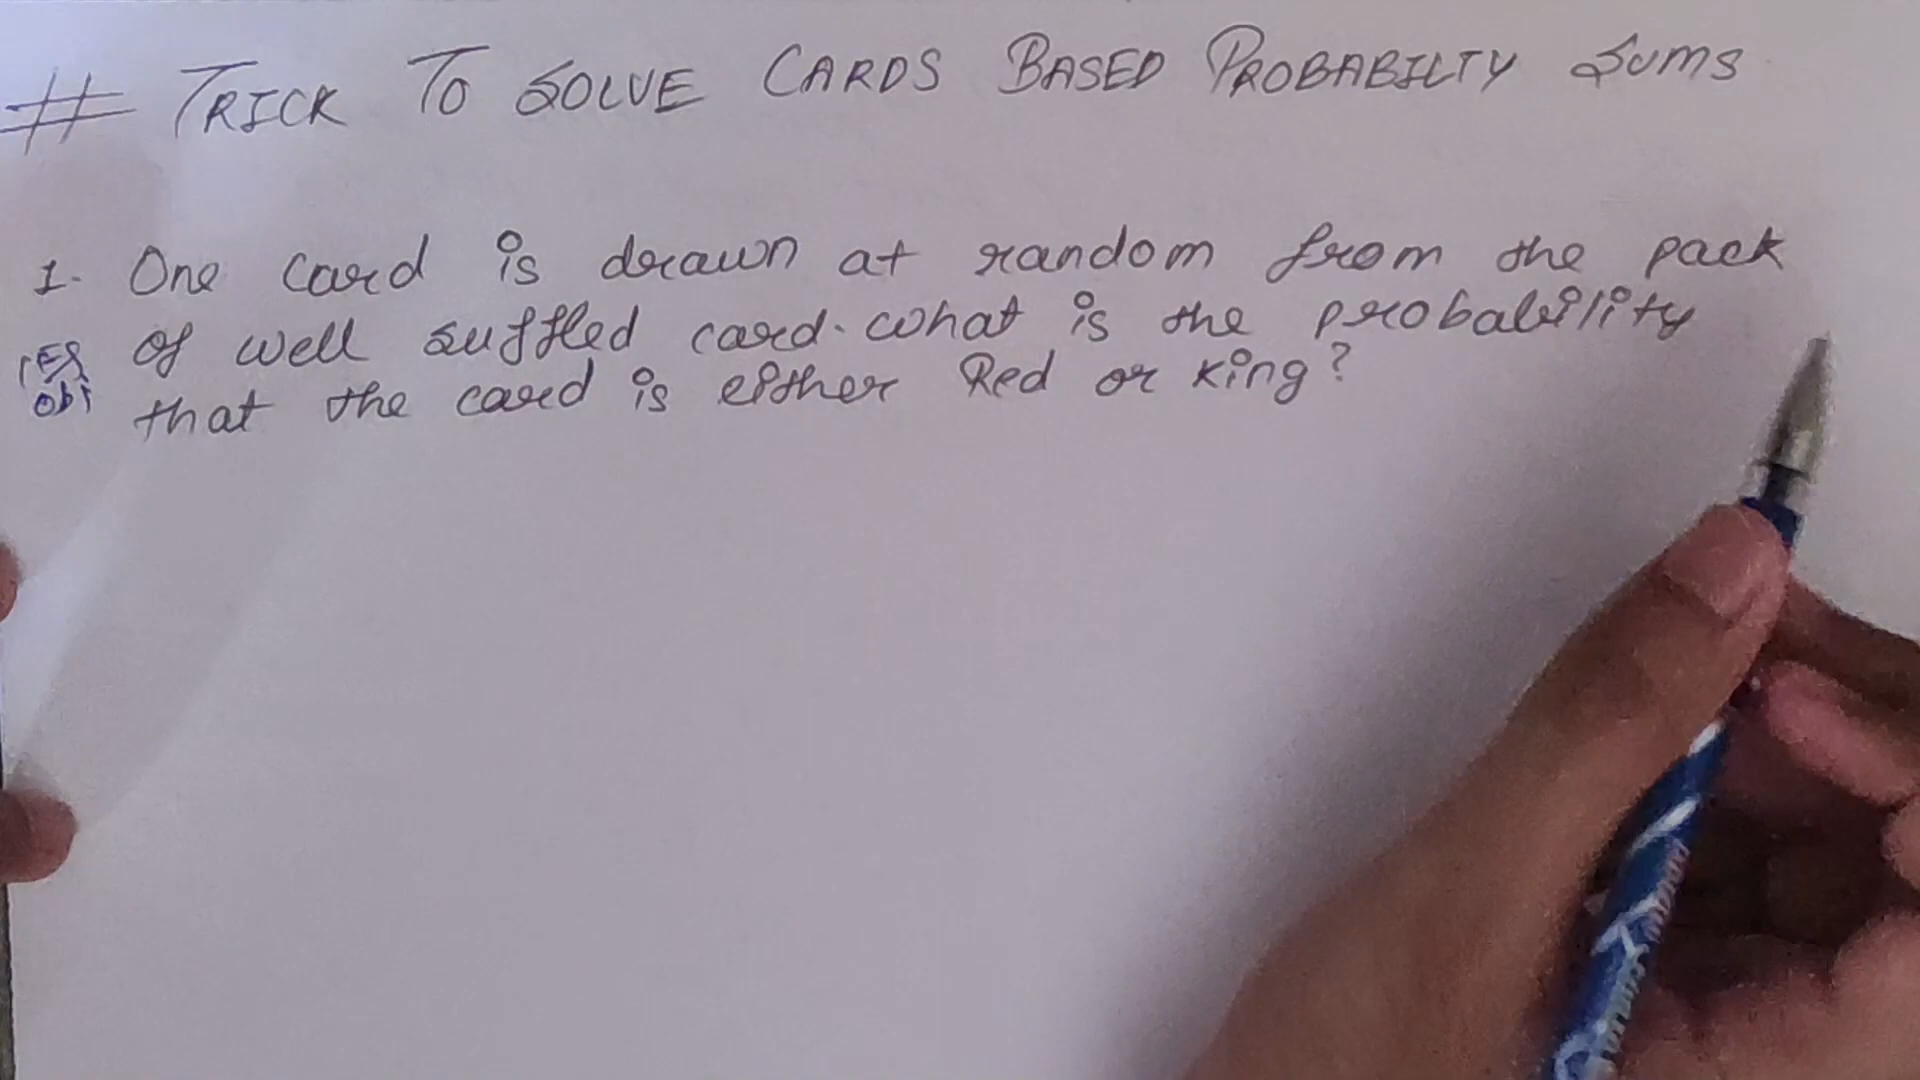 # TRICK TO SOLVE CARDS BASED PROBABILTY SUMS
1. One card is drawn at random from the pack
of well suffled card. what is the probability
that the card is either Red or king?